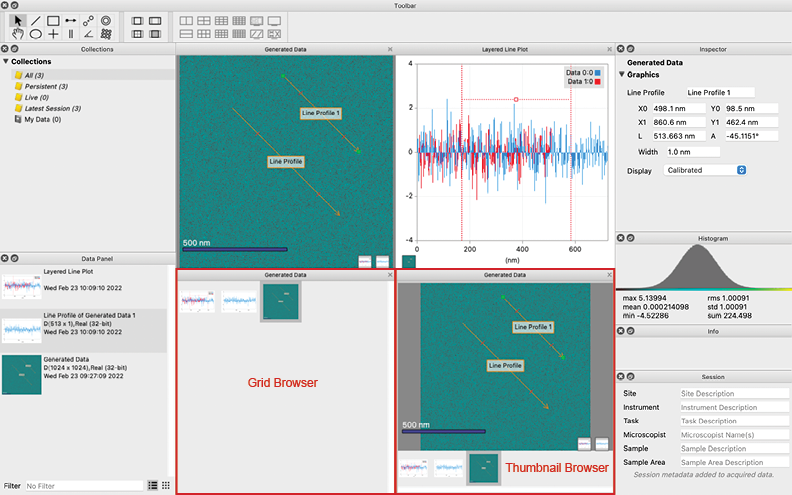 Toolbar
Collections
Collections
All (3)
Persistent (3)
Live (0)
Latest Session (3)
My Data (0)
Data Panel
Layered Line Plot
Wed Feb 23 10:09:10 2022
Line Profile of Generated Data 1
D(513 x 1),Real (32-bit)
Wed Feb 23 10:09:10 2022
Generated Data
D(1024 x 1024),Real (32-bit)
Wed Feb 23 09:27:09 2022
Filter No Filter
Generated Data
Line Profile 1
Line Profile
500 nm
Layered Line Plot
Data 0:0
Data 1:0
4
2
0
-2
-4
0 200 400 600
(nm)
Generated Data
Grid Browser
Generated Data
Line Profile 1
Line Profile
500 nm
Thumbnail Browser
Inspector
Generated Data
Graphics
Line Profile Line Profile 1
X0 498.1 nm Y0 98.5 nm
X1 860.6 nm Y1 462.4 nm
L 513.663 nm A -45.1151°
Width 1.0 nm
Display Calibrated
Histogram
max 5.13994 rms 1.00091
mean 0.000214098 std 1.00091
min -4.52286 sum 224.498
Info
Session
Site Site Description
Instrument Instrument Description
Task Task Description
Microscopist Microscopist Name(s)
Sample Sample Description
Sample Area Sample Area Description
Session metadata added to acquired data.